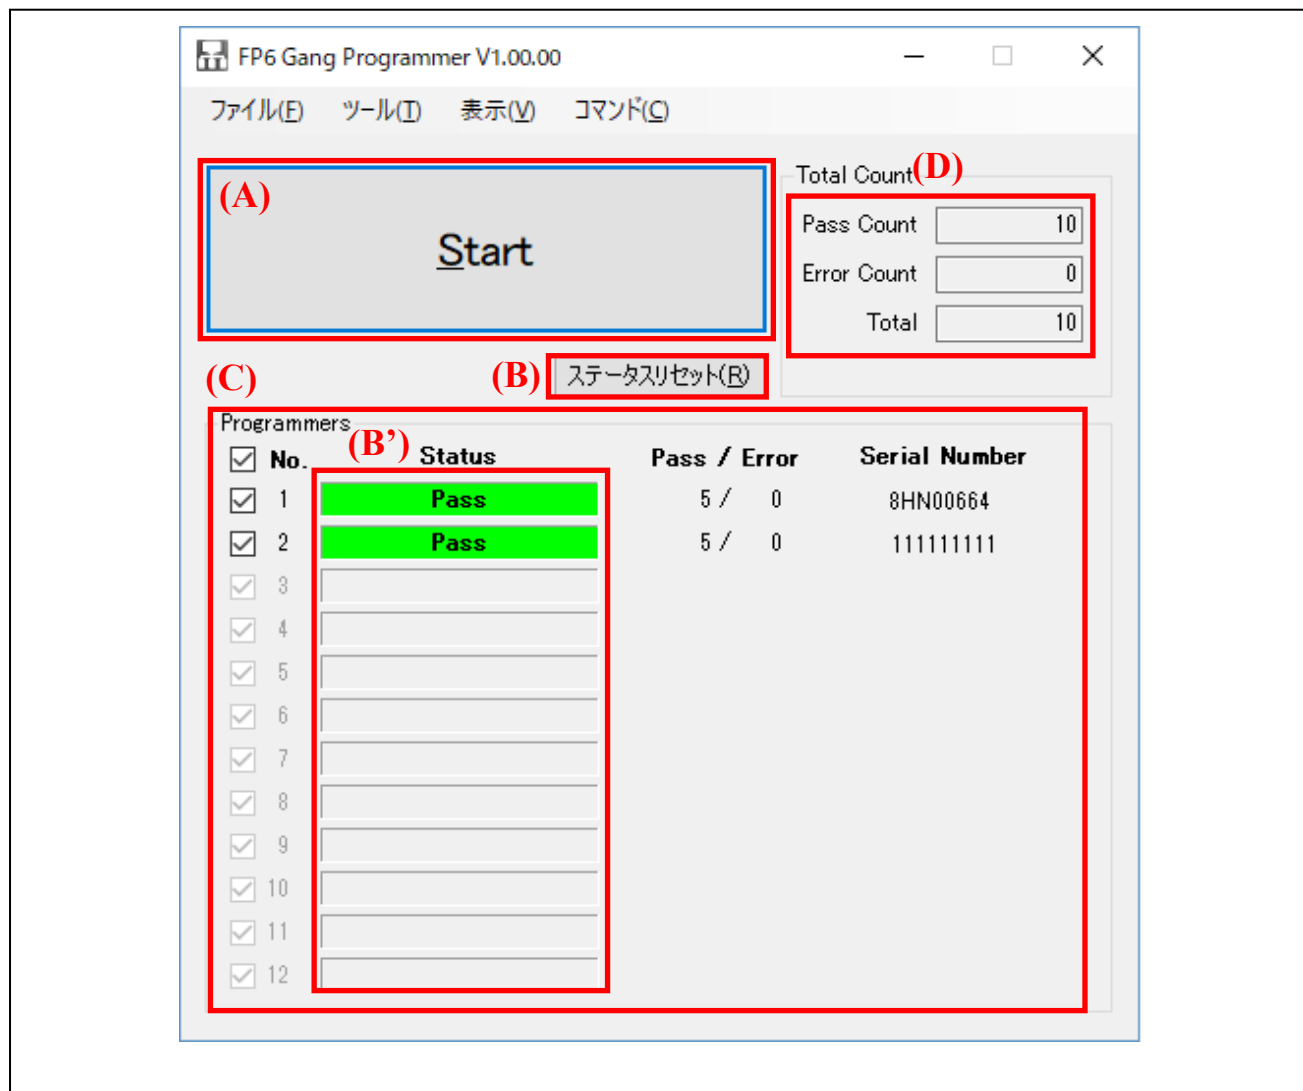 FP6 Gang Programmer V1.00.00
ファイル(F) ツール(T) 表示(V) コマンド(C)
(A)
Start
Total Count (D)
Pass Count 10
Error Count 0
Total 10
(B) ステータスリセット(R)
(C)
Programmers
(B’)
No. Status Pass / Error Serial Number
1 Pass 5 / 0 8HN00664
2 Pass 5 / 0 111111111
3
4
5
6
7
8
9
10
11
12